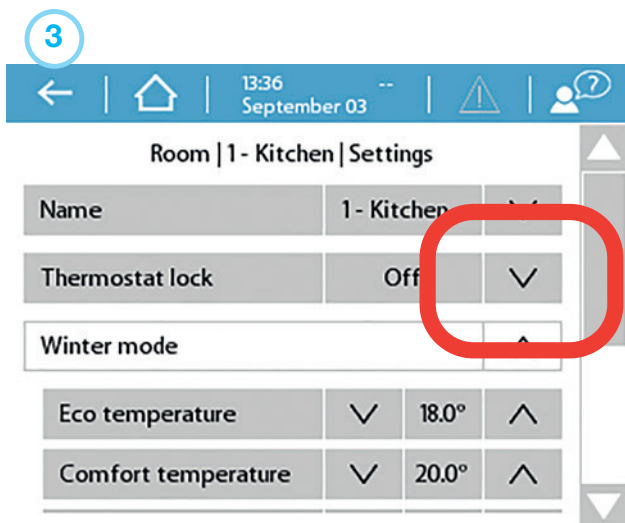 3
13:36 --
September 03
Room | 1 - Kitchen | Settings
Name 1 - Kitchen
Thermostat lock Off
Winter mode
Eco temperature 18.0°
Comfort temperature 20.0°